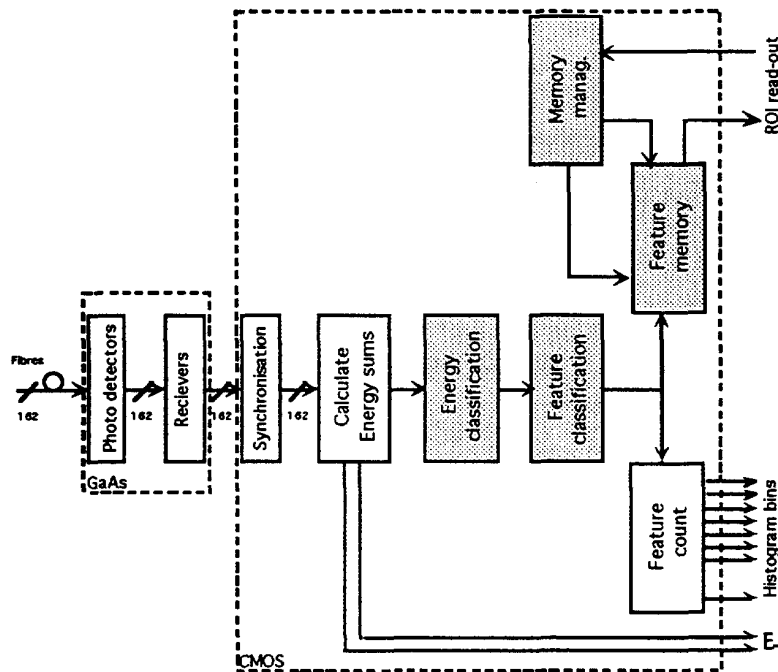 Fibres
162
Photo detectors
162
Recievers
GaAs
162
Synchronisation
162
Calculate
Energy sums
Energy
classification
Feature
classification
Memory
manag.
Feature
memory
Feature
count
ROI read-out
Histogram bins
CMOS